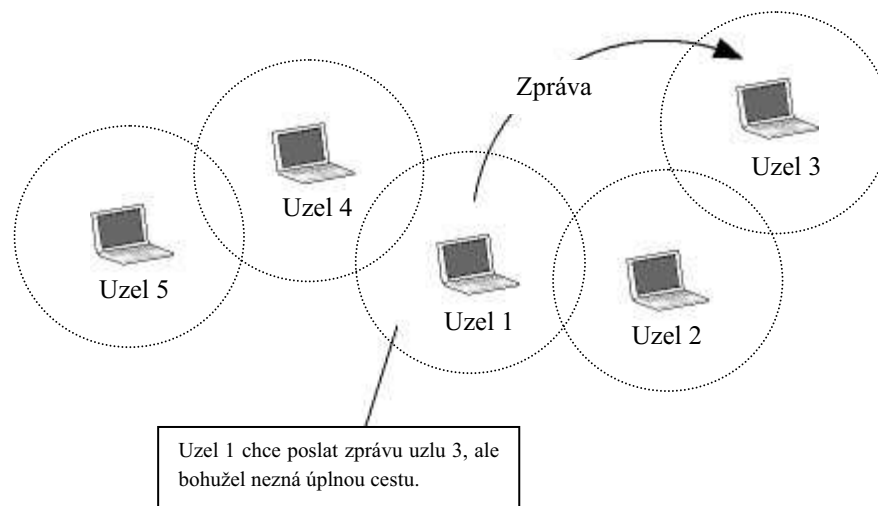 Zpráva
Uzel 3
Uzel 4
Uzel 5
Uzel 1
Uzel 2
Uzel 1 chce poslat zprávu uzlu 3, ale
bohužel nezná úplnou cestu.